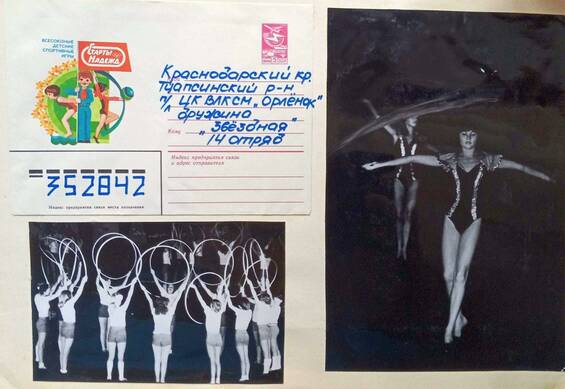 ВСЕСОЮЗНЫЕ
ДЕТСКИЕ
СПОРТИВНЫЕ
ИГРЫ
СТАРТЫ
НАДЕЖД
Краснодарский кр.
Туапсинский р-н
п/л ЦК ВЛКСМ „Орлёнок"
дружина
Кому
„Звёздная"
14 отряд
Индекс предприятия связи
и адрес отправителя
352842
Индекс предприятия связи места назначения